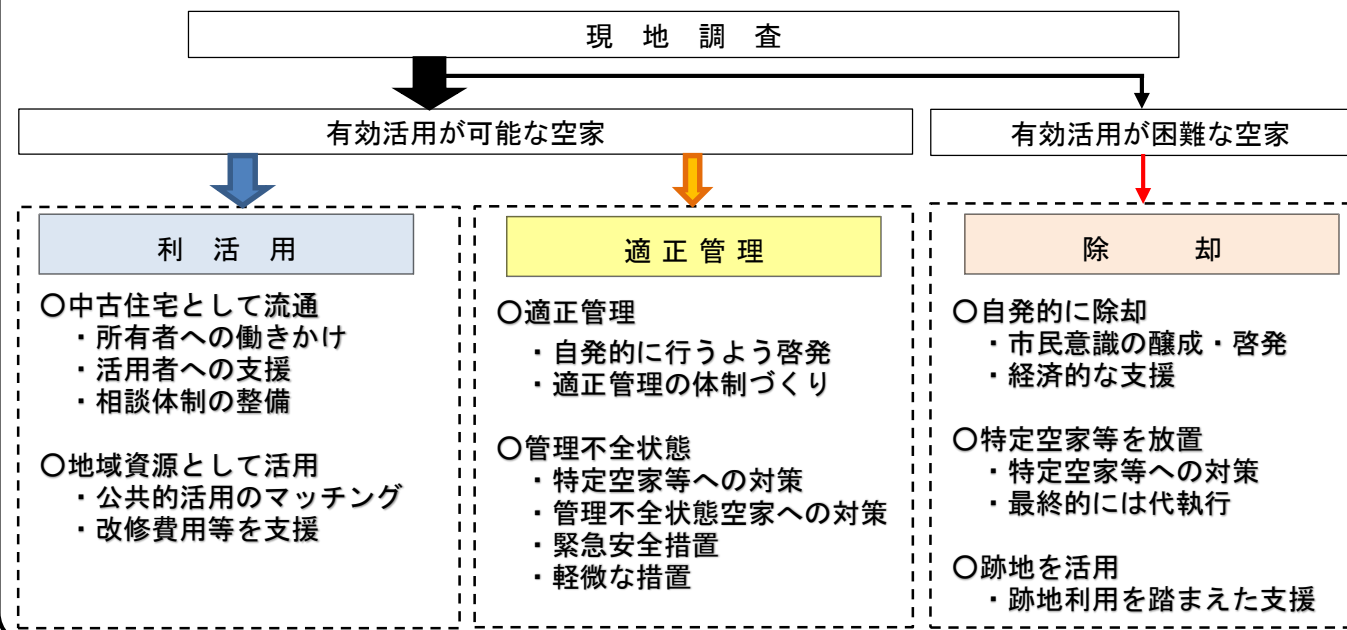 現地調査
有効活用が可能な空家
有効活用が困難な空家
利活用
〇中古住宅として流通
・所有者への働きかけ
・活用者への支援
・相談体制の整備
〇地域資源として活用
・公共的活用のマッチング
・改修費用等を支援
適正管理
〇適正管理
・自発的に行うよう啓発
・適正管理の体制づくり
〇管理不全状態
・特定空家等への対策
・管理不全状態空家への対策
・緊急安全措置
・軽微な措置
除却
〇自発的に除却
・市民意識の醸成・啓発
・経済的な支援
〇特定空家等を放置
・特定空家等への対策
・最終的には代執行
〇跡地を活用
・跡地利用を踏まえた支援